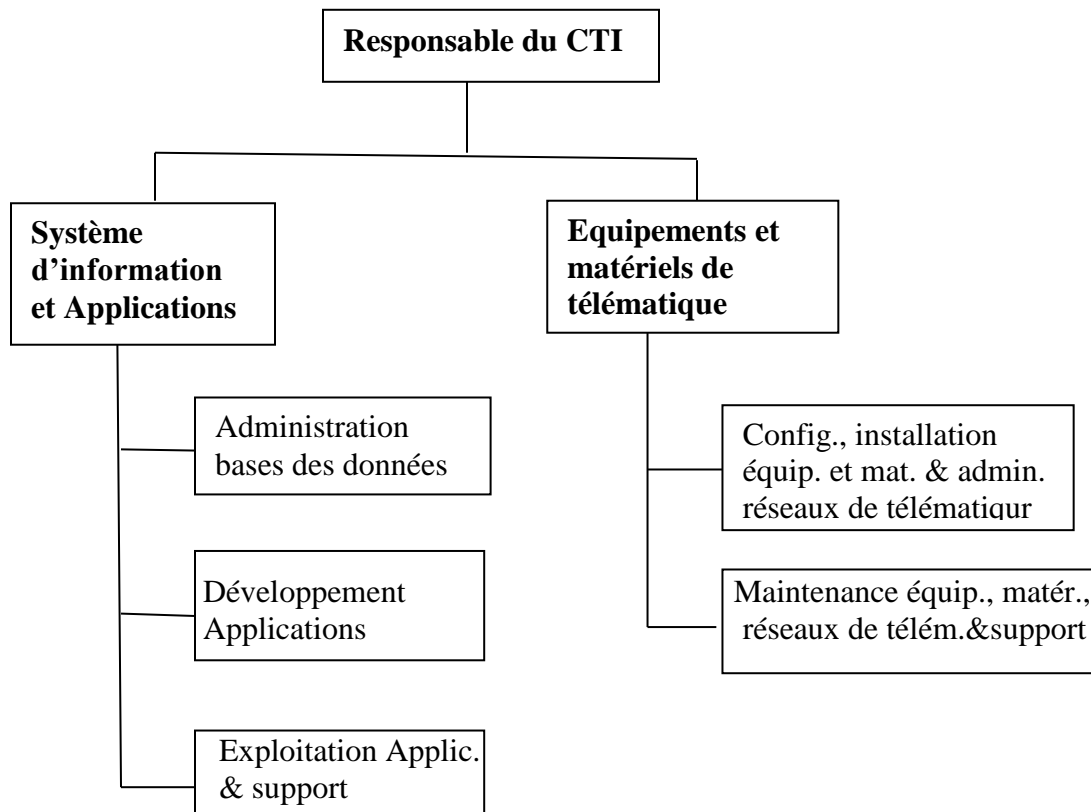 Responsable du CTI
Système
d’information
et Applications
Equipements et
matériels de
télématique
Administration
bases des données
Développement
Applications
Exploitation Applic.
& support
Config., installation
équip. et mat. & admin.
réseaux de télématiqur
Maintenance équip., matér.,
réseaux de télém.&support